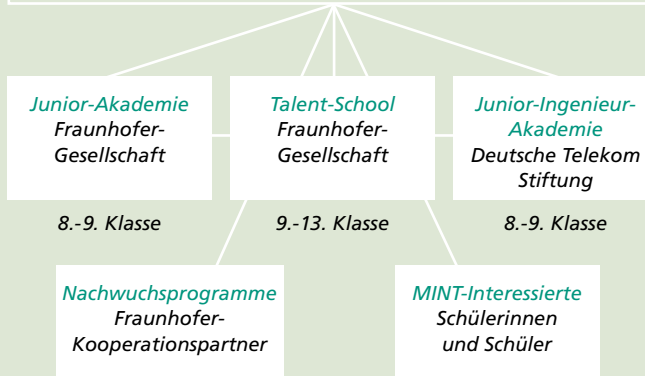 Junior-Akademie
Fraunhofer-
Gesellschaft
8.-9. Klasse
Talent-School
Fraunhofer-
Gesellschaft
9.-13. Klasse
Junior-Ingenieur-
Akademie
Deutsche Telekom
Stiftung
8.-9. Klasse
Nachwuchsprogramme
Fraunhofer-
Kooperationspartner
MINT-Interessierte
Schülerinnen
und Schüler